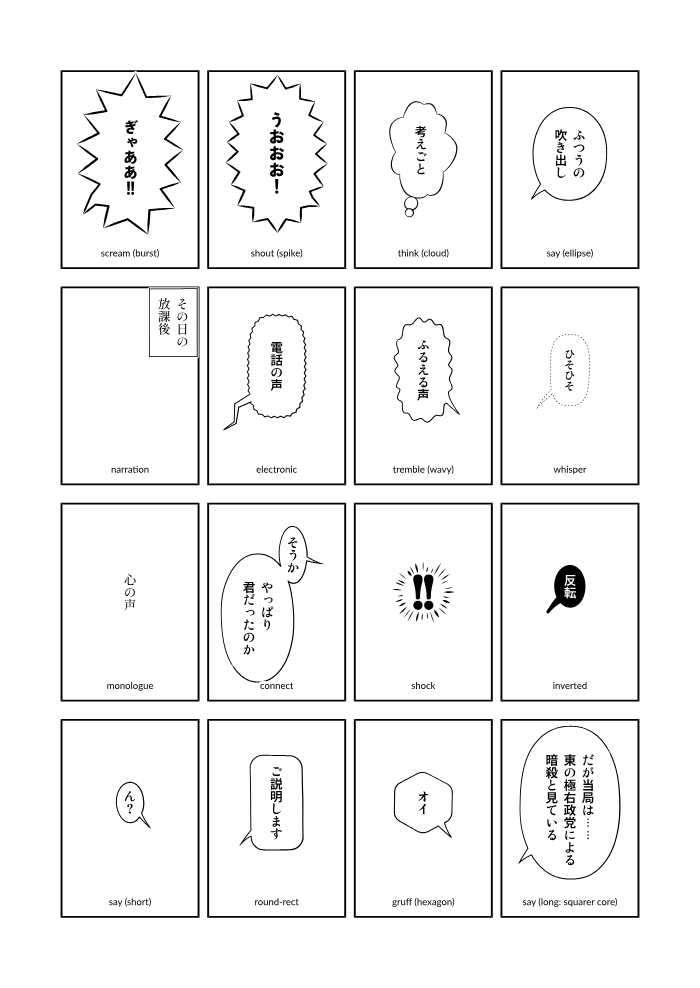 ぎゃああ!!
scream (burst)
うおおお!
shout (spike)
考えごと
think (cloud)
ふつうの
吹き出し
say (ellipse)
その日の
放課後
narration
電話の声
electronic
ふるえる声
tremble (wavy)
ひそひそ
whisper
心の声
monologue
そうか
やっぱり
君だったのか
connect
!!
shock
反転
inverted
ん?
say (short)
ご説明します
round-rect
オイ
gruff (hexagon)
だが当局は……
東の極右政党による
暗殺と見ている
say (long: squarer core)